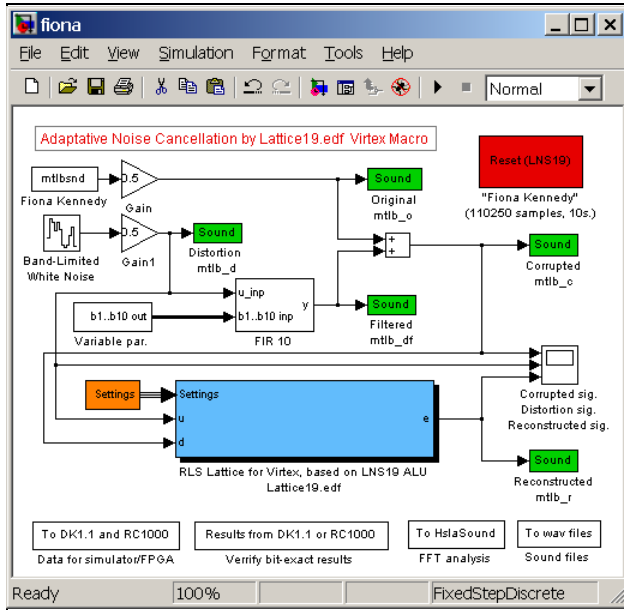 fiona
File Edit View Simulation Format Tools Help
Normal
Adaptative Noise Cancellation by Lattice19.edf Virtex Macro
Reset (LNS19)
"Fiona Kennedy"
(110250 samples, 10s.)
mtlbsnd
Fiona Kennedy
0.5
Gain
Sound
Original
mtlb_o
Band-Limited
White Noise
0.5
Gain1
Sound
Distortion
mtlb_d
+
+
Sound
Corrupted
mtlb_c
b1..b10 out
Variable par.
u_inp
b1..b10 inp
y
FIR 10
Sound
Filtered
mtlb_df
Corrupted sig.
Distortion sig.
Reconstructed sig.
Settings
Settings
u
d
e
RLS Lattice for Virtex, based on LNS19 ALU
Lattice19.edf
Sound
Reconstructed
mtlb_r
To DK1.1 and RC1000
Data for simulator/FPGA
Results from DK1.1 or RC1000
Verrify bit-exact results
To HslaSound
FFT analysis
To wav files
Sound files
Ready 100% FixedStepDiscrete